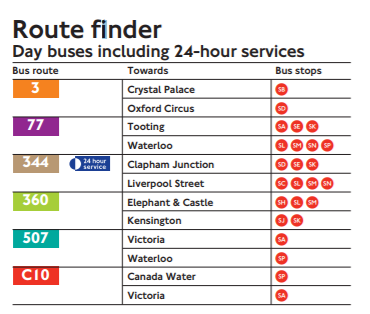 Route finder
Day buses including 24-hour services
Bus route Towards Bus stops
3 Crystal Palace SB
Oxford Circus SD
77 Tooting SA SE SK
Waterloo SL SM SN SP
344 24 hour service Clapham Junction SD SE SK
Liverpool Street SC SL SM SN
360 Elephant & Castle SH SL SM
Kensington SJ SK
507 Victoria SA
Waterloo SP
C10 Canada Water SP
Victoria SA